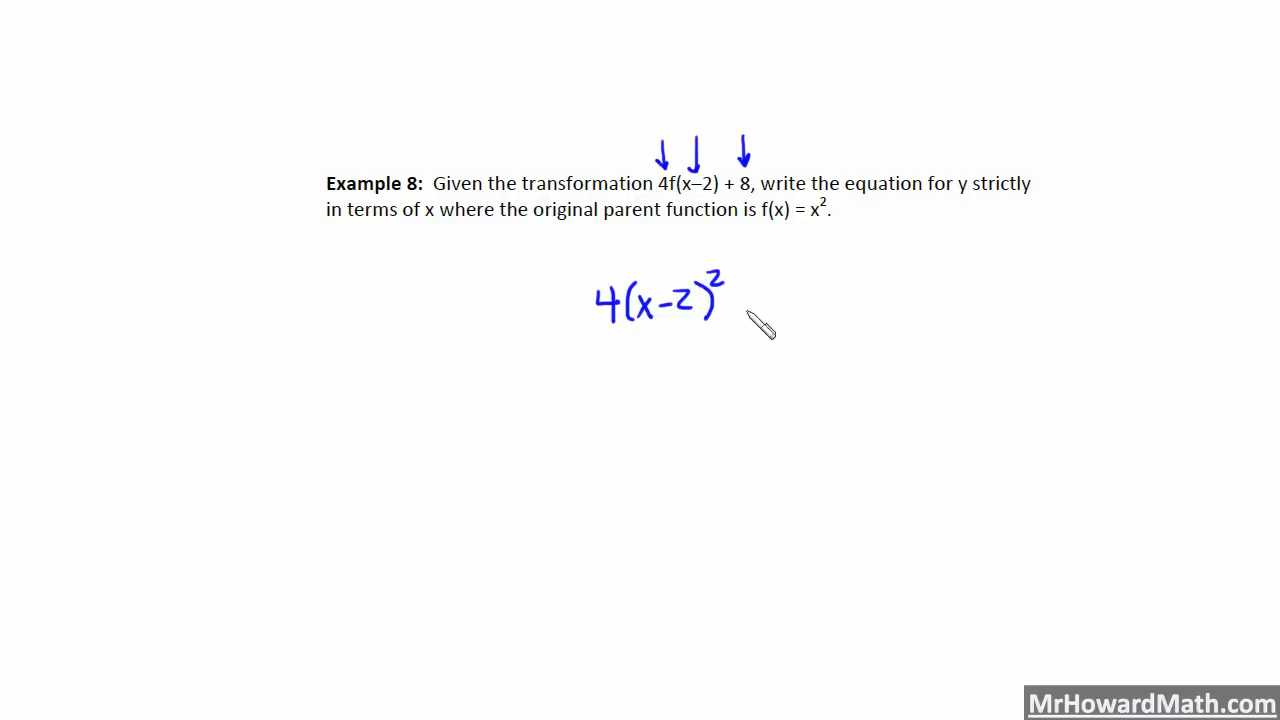 Example 8: Given the transformation 4f(x–2) + 8, write the equation for y strictly
in terms of x where the original parent function is f(x) = x².
4(x-2)²
MrHowardMath.com